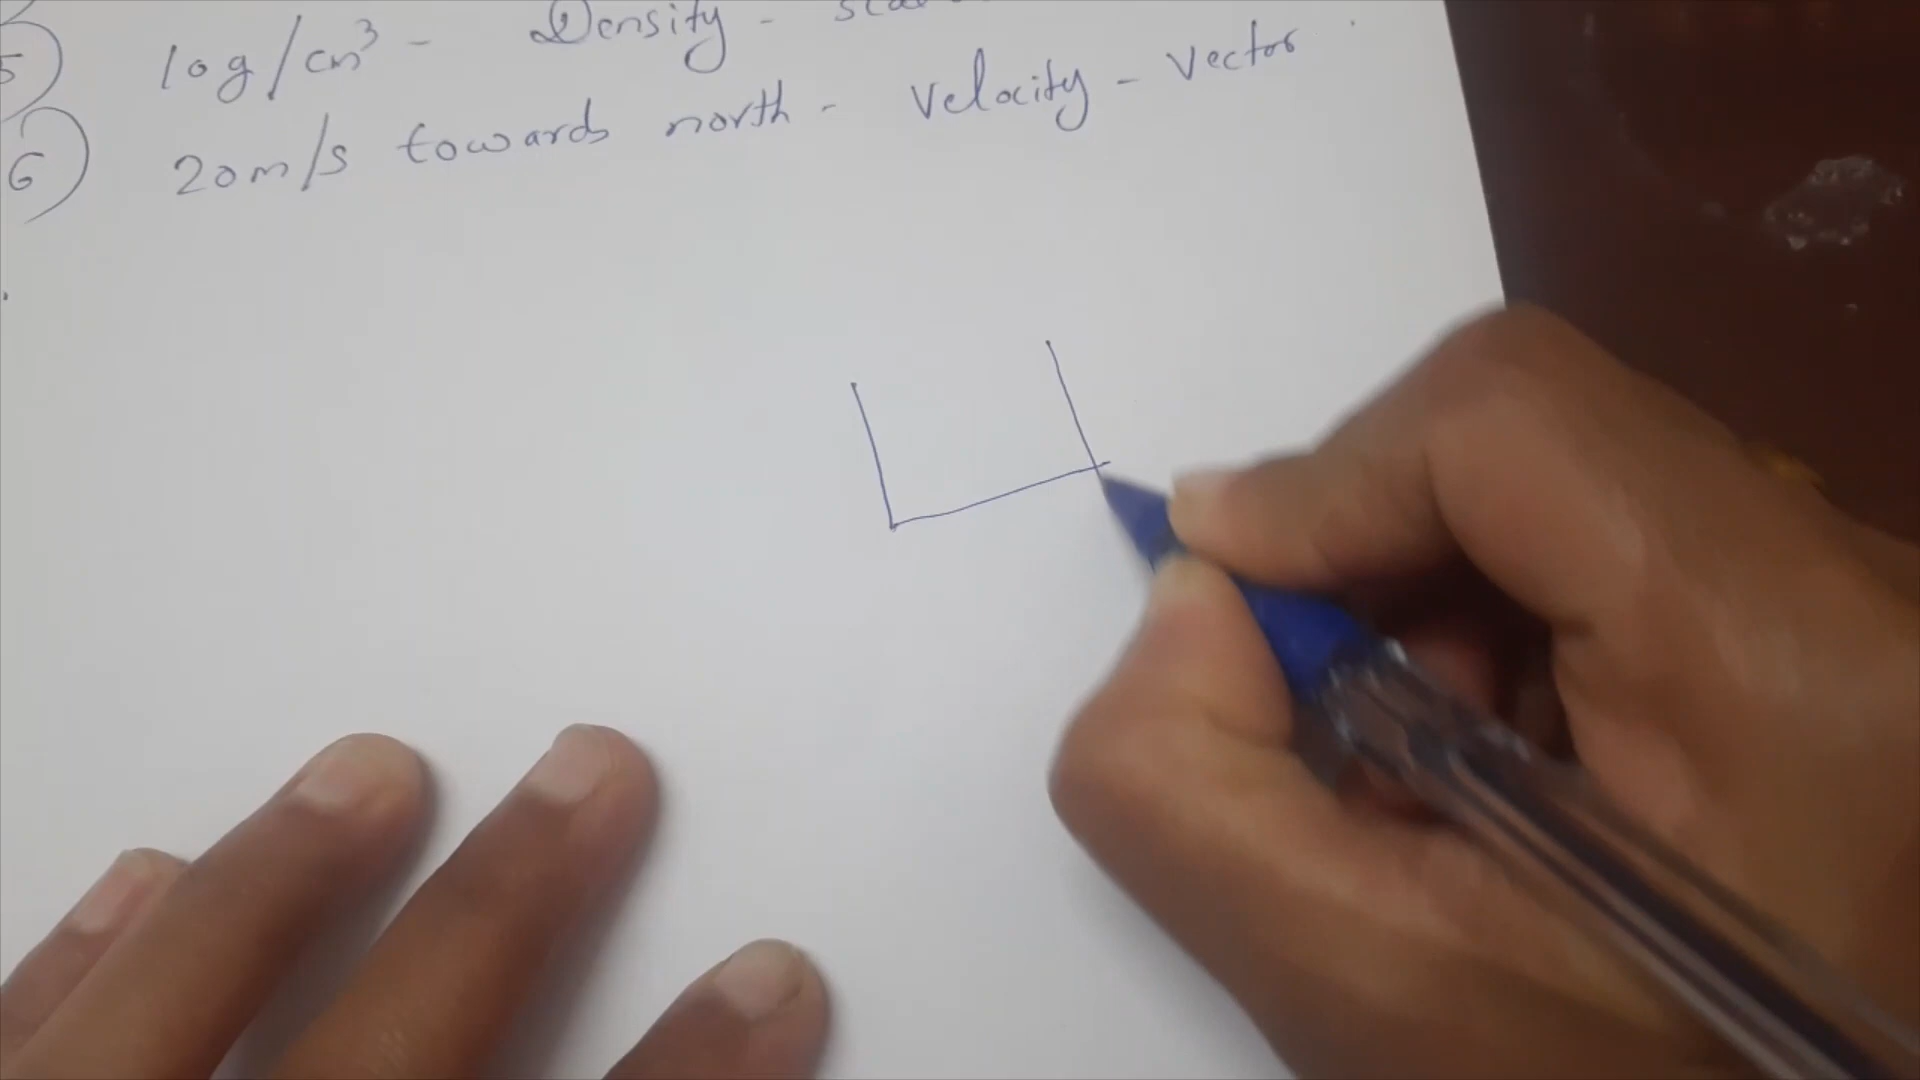 5 10g/cm³ - Density -
6 20m/s towards north - Velocity - Vector